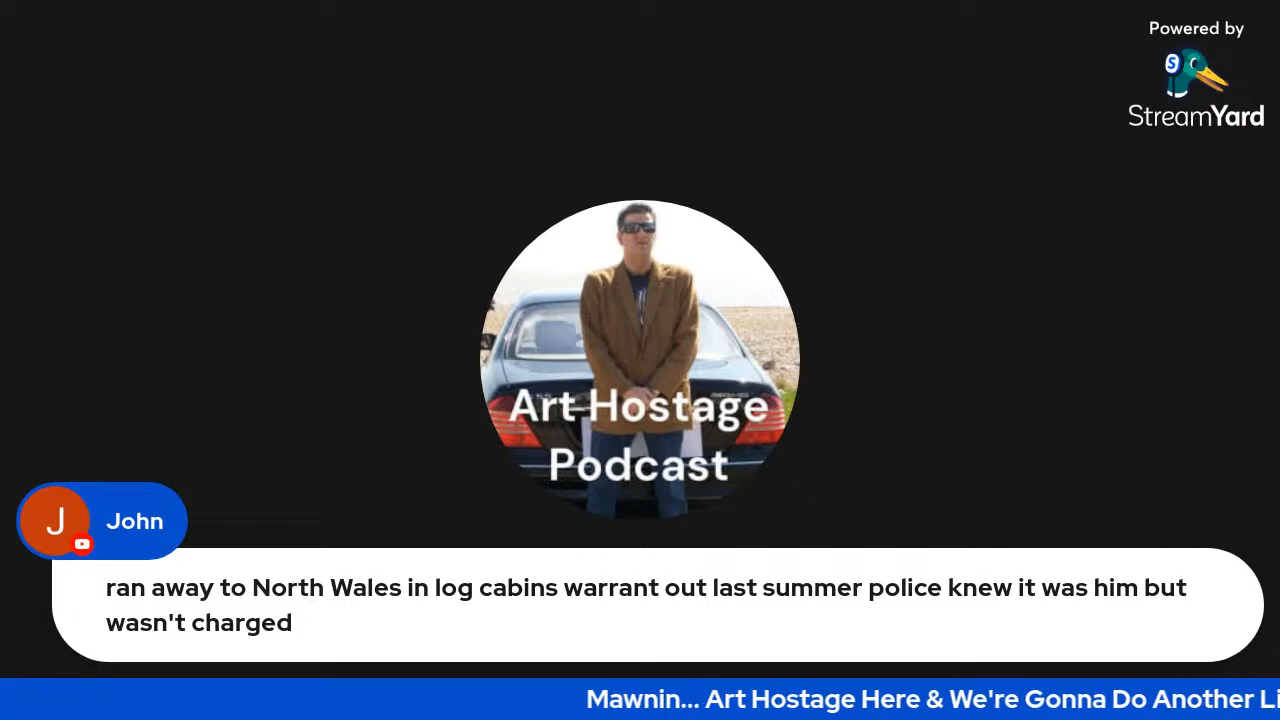 Powered by
S
StreamYard
Art Hostage
Podcast
J
John
ran away to North Wales in log cabins warrant out last summer police knew it was him but
wasn't charged
Mawnin... Art Hostage Here & We're Gonna Do Another Li